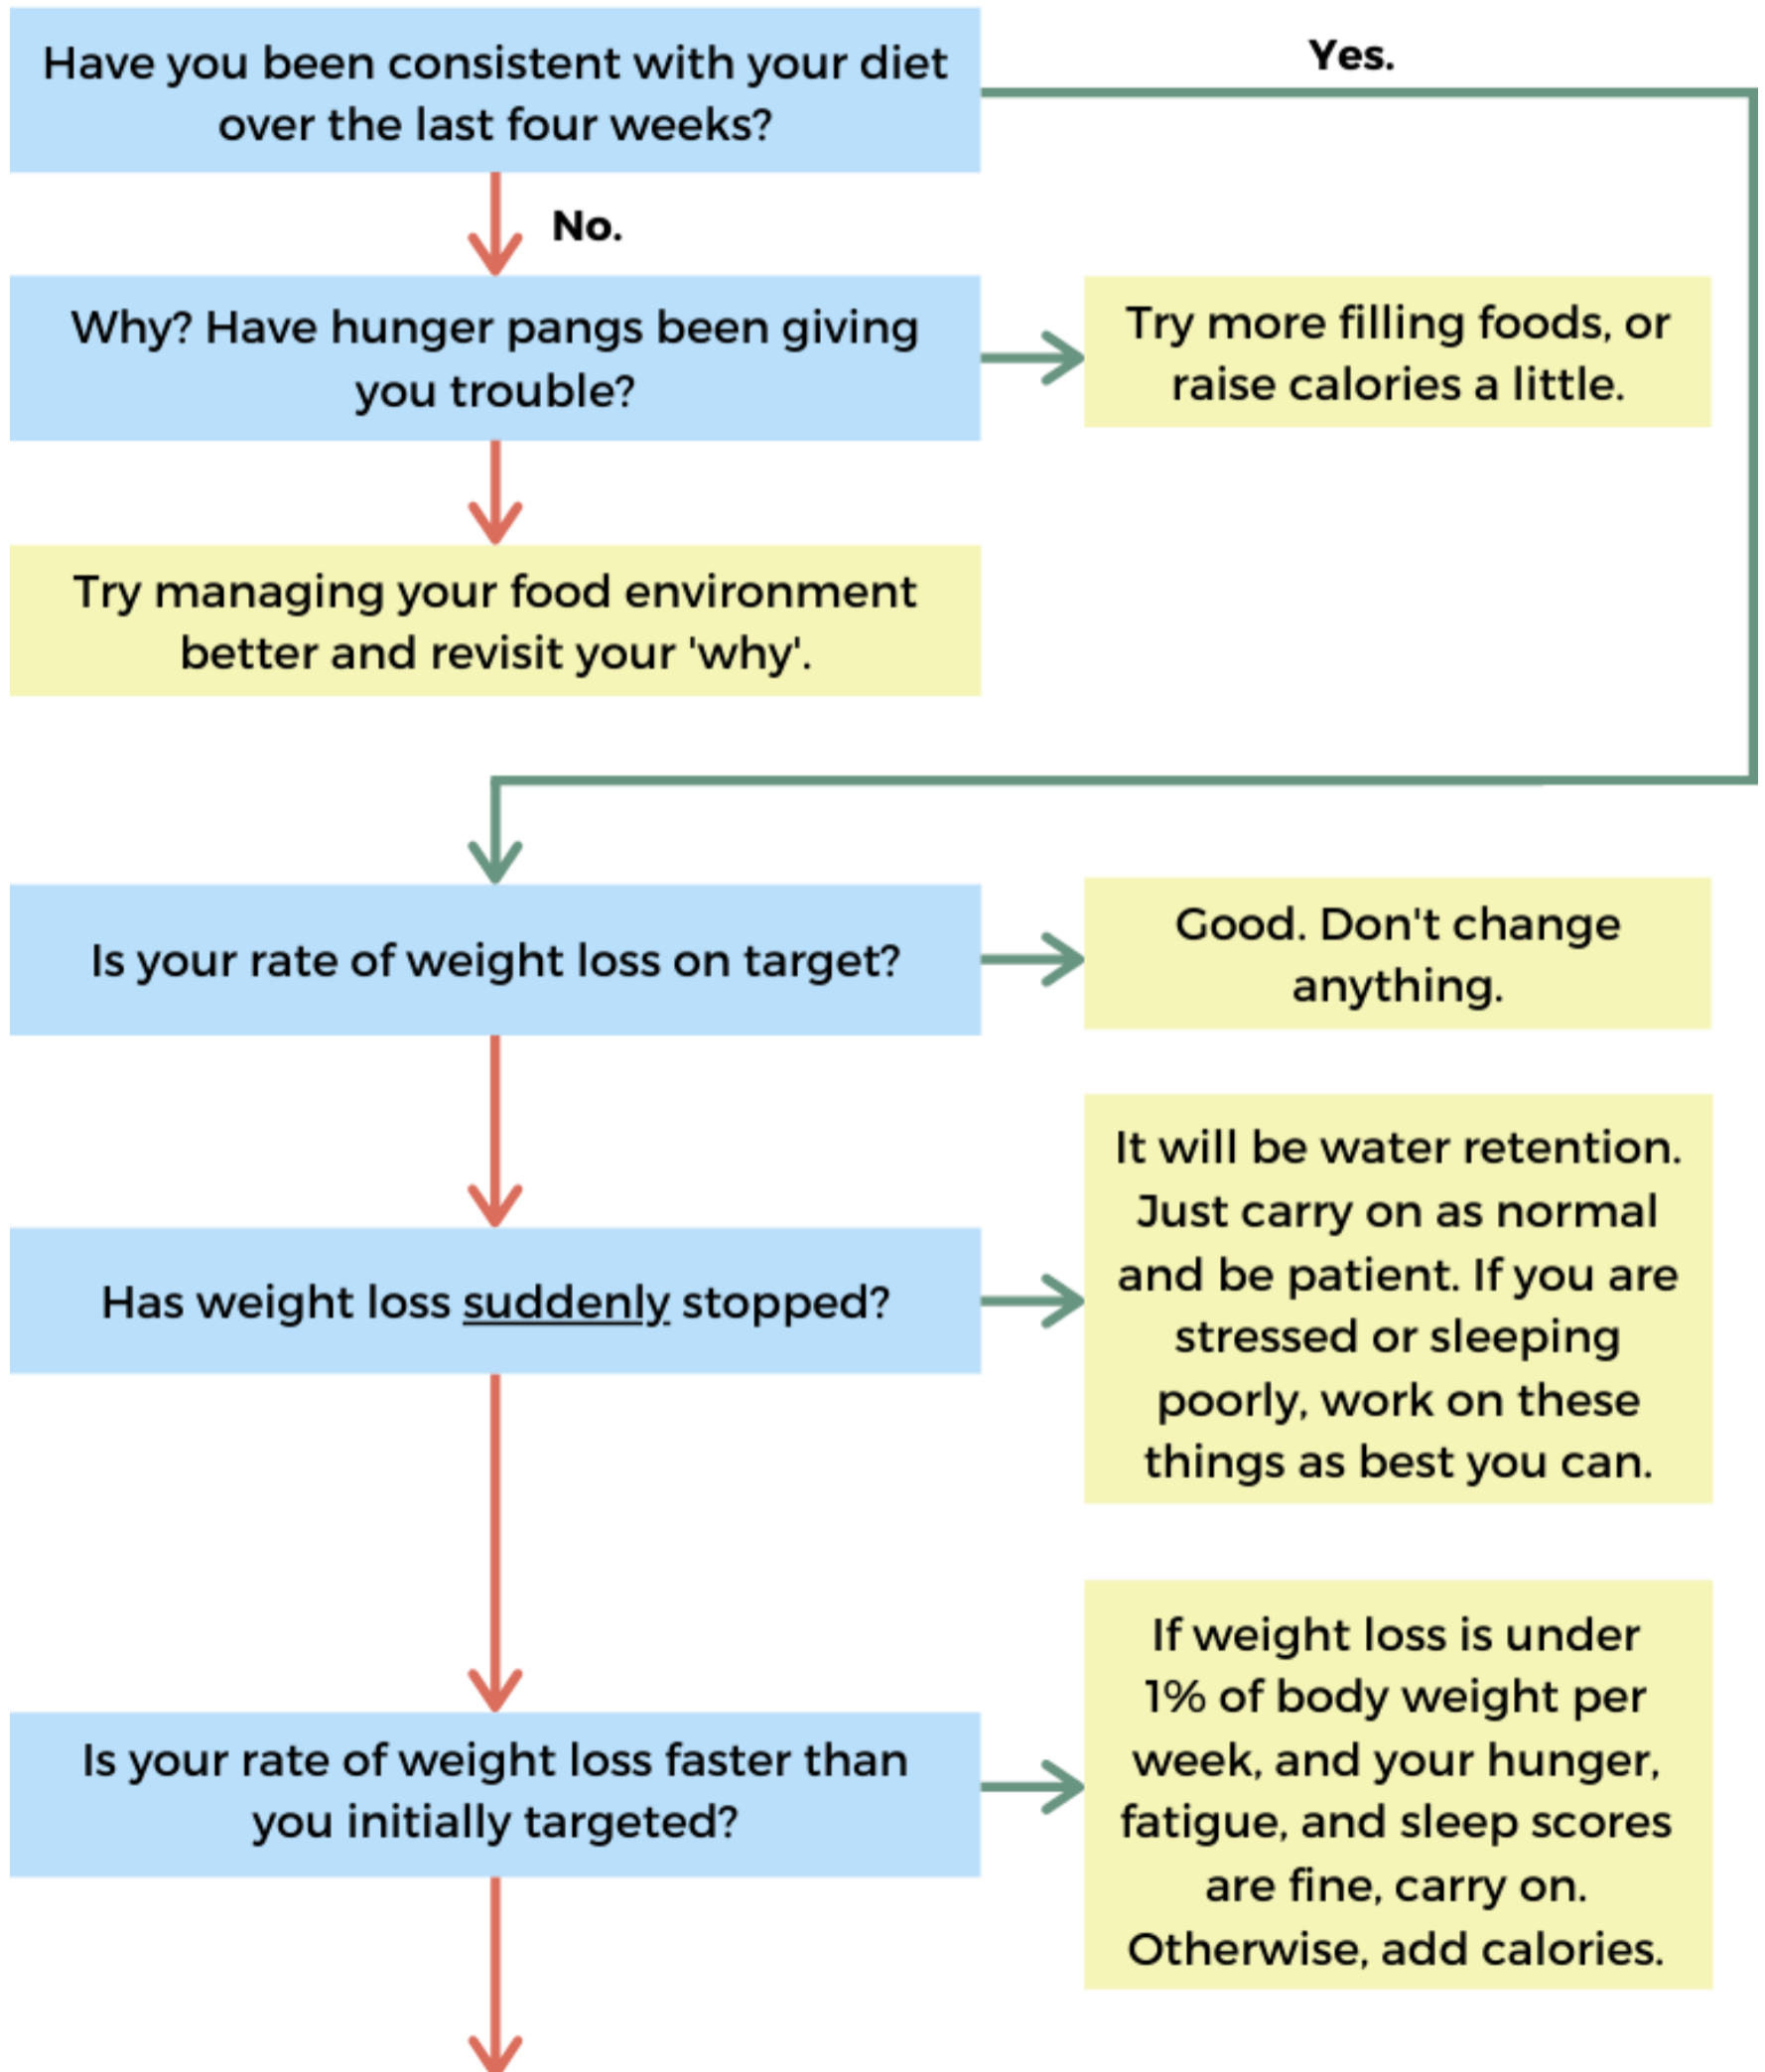 Have you been consistent with your diet
over the last four weeks?
Yes.
No.
Why? Have hunger pangs been giving
you trouble?
Try more filling foods, or
raise calories a little.
Try managing your food environment
better and revisit your 'why'.
Is your rate of weight loss on target?
Good. Don't change
anything.
Has weight loss suddenly stopped?
It will be water retention.
Just carry on as normal
and be patient. If you are
stressed or sleeping
poorly, work on these
things as best you can.
Is your rate of weight loss faster than
you initially targeted?
If weight loss is under
1% of body weight per
week, and your hunger,
fatigue, and sleep scores
are fine, carry on.
Otherwise, add calories.